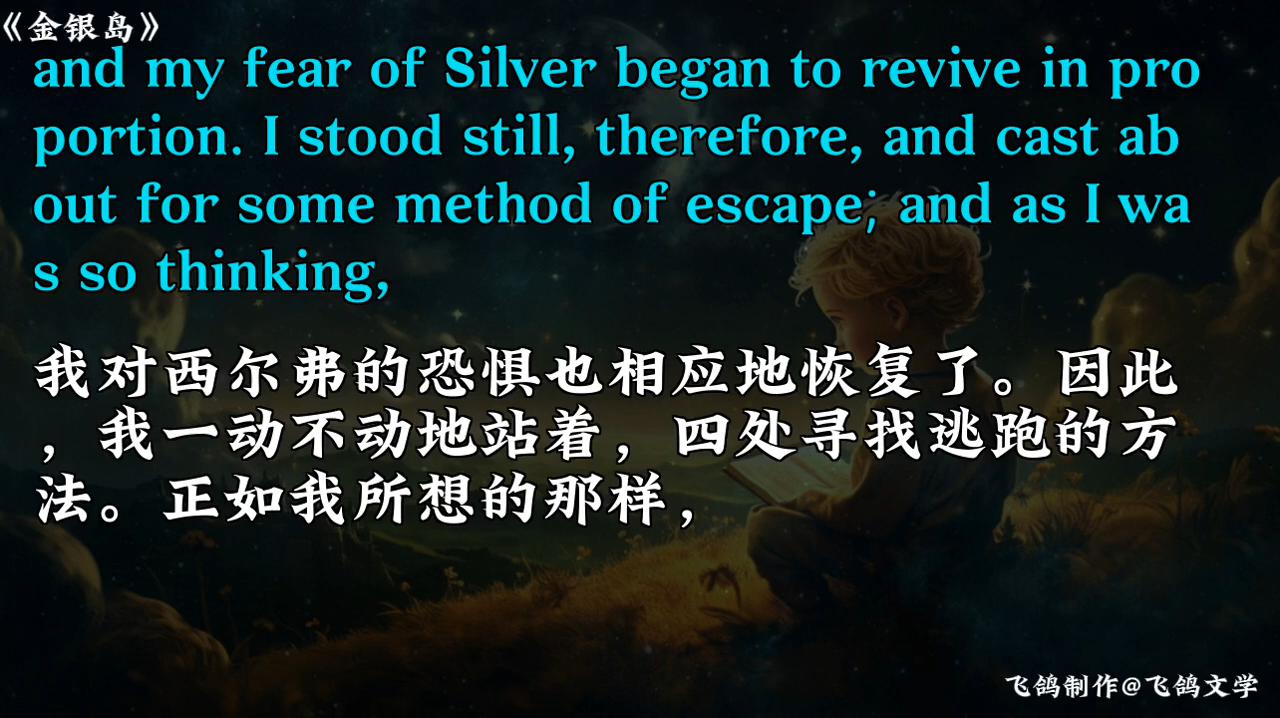 《金银岛》
and my fear of Silver began to revive in pro
portion. I stood still, therefore, and cast ab
out for some method of escape; and as I wa
s so thinking,
我对西尔弗的恐惧也相应地恢复了。因此
，我一动不动地站着，四处寻找逃跑的方
法。正如我所想的那样，
飞鸽制作@飞鸽文学